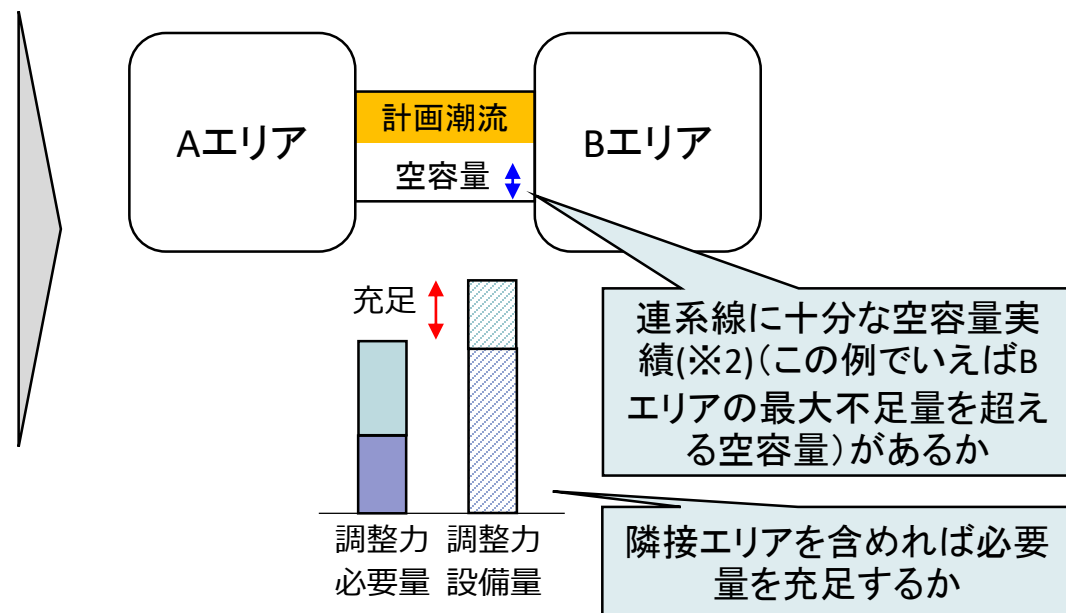 Aエリア
計画潮流
空容量
Bエリア
充足
調整力
必要量
調整力
設備量
連系線に十分な空容量実
績(※2)(この例でいえばB
エリアの最大不足量を超え
る空容量)があるか
隣接エリアを含めれば必要
量を充足するか